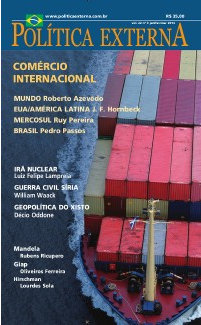 www.politicaexterna.com.br
R$ 35,00
POLÍTICA EXTERNA
COMÉRCIO
INTERNACIONAL
MUNDO Roberto Azevedo
EUA/AMÉRICA LATINA J. F. Hornbeck
MERCOSUL Ruy Pereira
BRASIL Pedro Passos
IRÃ NUCLEAR
Luiz Felipe Lampreia
GUERRA CIVIL SÍRIA
William Waack
GEOPOLÍTICA DO XISTO
Décio Oddone
Mandela
Rubens Ricupero
Giap
Oliveiros Ferreira
Hirschman
Lourdes Sola